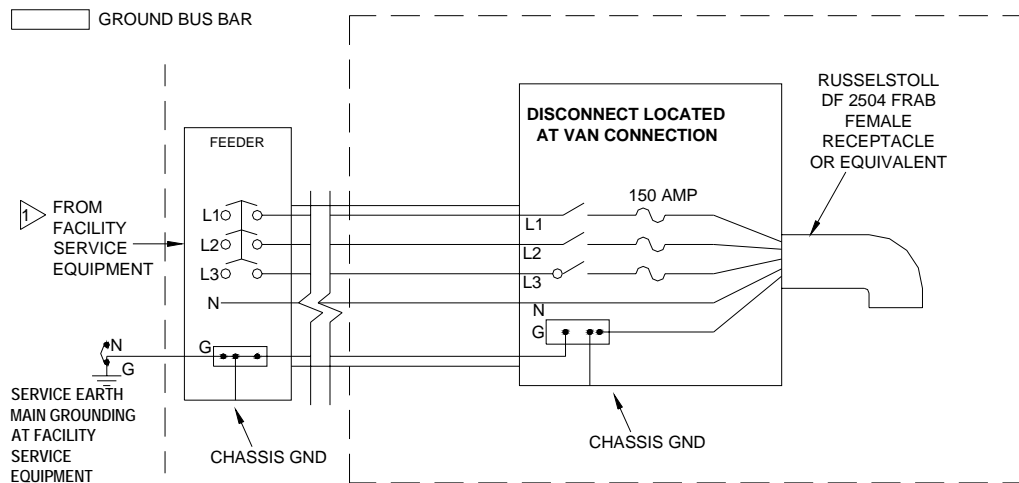 GROUND BUS BAR
RUSSELSTOLL
DF 2504 FRAB
FEMALE
RECEPTACLE
OR EQUIVALENT
DISCONNECT LOCATED
AT VAN CONNECTION
FEEDER
150 AMP
1
FROM
FACILITY
SERVICE
EQUIPMENT
L1
L2
L3
N
G
L1
L2
L3
N
G
N
G
SERVICE EARTH
MAIN GROUNDING
AT FACILITY
SERVICE
EQUIPMENT
CHASSIS GND
CHASSIS GND